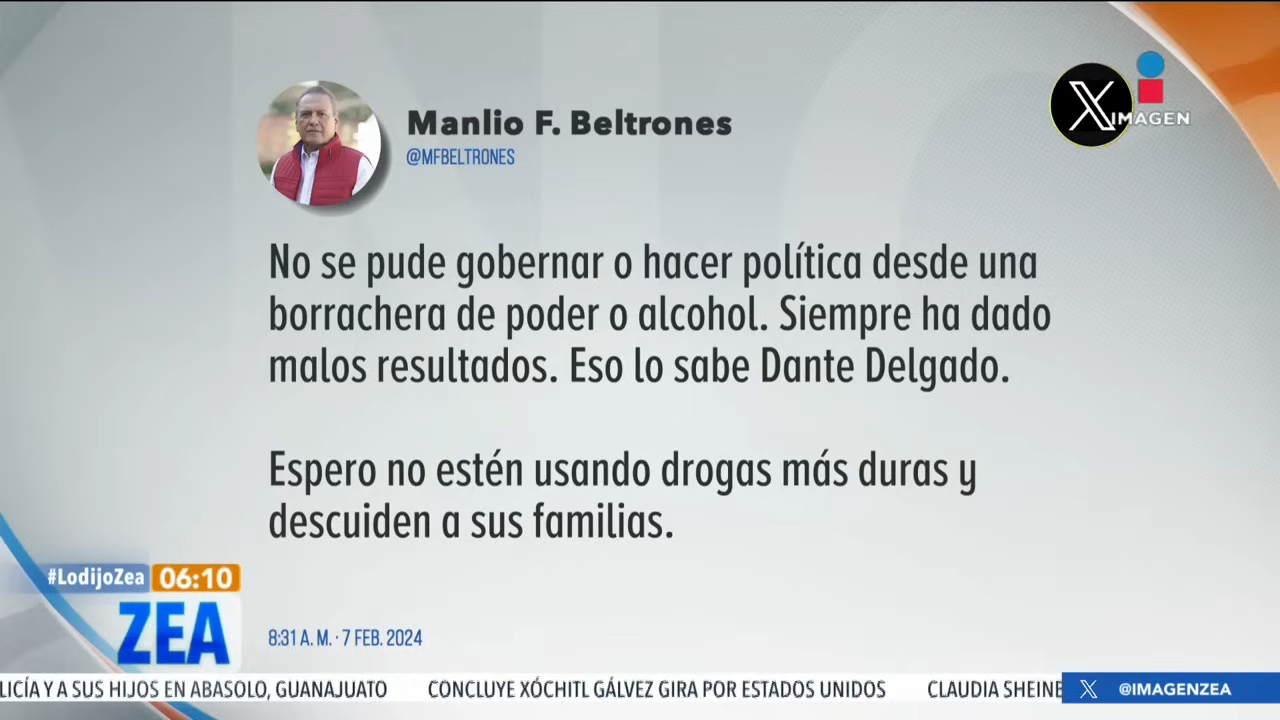 Manlio F. Beltrones
@MFBELTRONES
X
IMAGEN
No se pude gobernar o hacer política desde una
borrachera de poder o alcohol. Siempre ha dado
malos resultados. Eso lo sabe Dante Delgado.
Espero no estén usando drogas más duras y
descuiden a sus familias.
#LodijoZea 06:10
ZEA
8:31 A. M. · 7 FEB. 2024
LICÍA Y A SUS HIJOS EN ABASOLO, GUANAJUATO CONCLUYE XÓCHITL GÁLVEZ GIRA POR ESTADOS UNIDOS CLAUDIA SHEINE X @IMAGENZEA